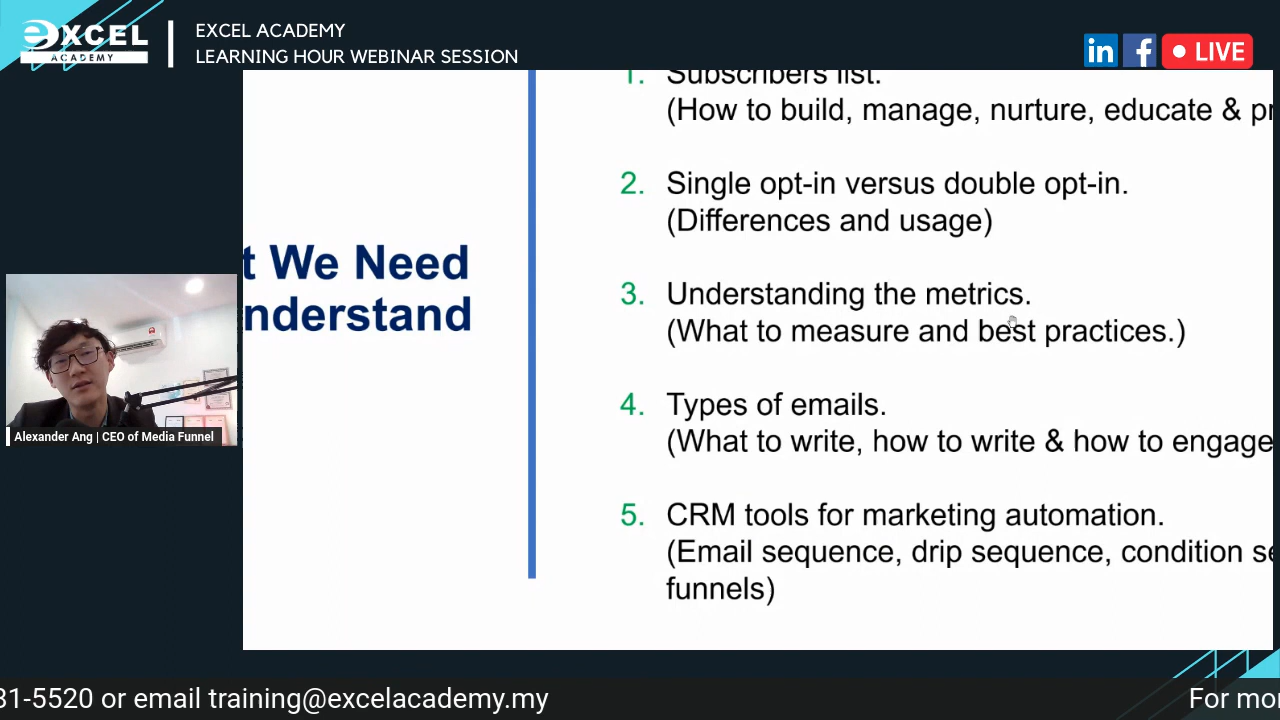 eXCEL
ACADEMY
EXCEL ACADEMY
LEARNING HOUR WEBINAR SESSION
in f LIVE
1. Subscribers list.
(How to build, manage, nurture, educate & pr
2. Single opt-in versus double opt-in.
(Differences and usage)
t We Need
nderstand
3. Understanding the metrics.
(What to measure and best practices.)
4. Types of emails.
(What to write, how to write & how to engage
5. CRM tools for marketing automation.
(Email sequence, drip sequence, condition se
funnels)
Alexander Ang | CEO of Media Funnel
31-5520 or email training@excelacademy.my
For mor